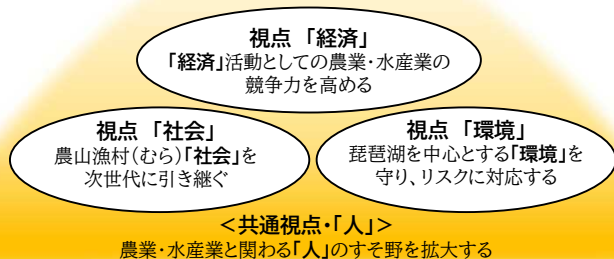 視点 「経済」
「経済」活動としての農業・水産業の
競争力を高める
視点 「社会」
農山漁村(むら)「社会」を
次世代に引き継ぐ
視点 「環境」
琵琶湖を中心とする「環境」を
守り、リスクに対応する
＜共通視点・「人」＞
農業・水産業と関わる「人」のすそ野を拡大する